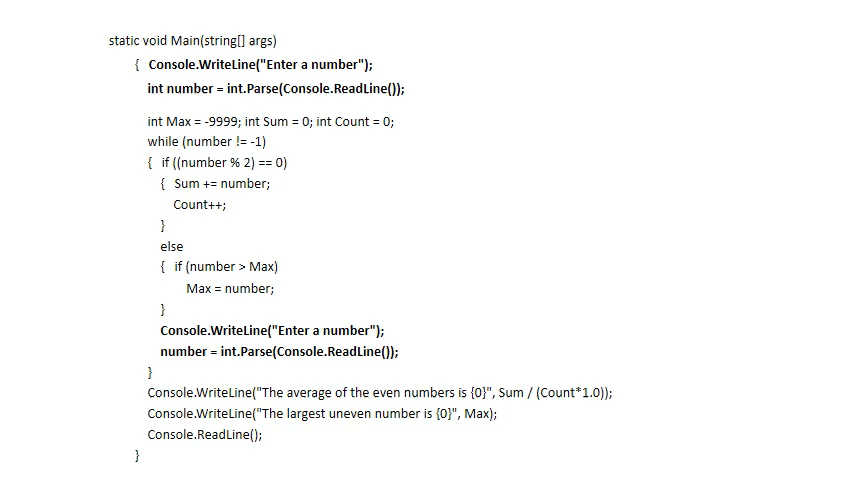 static void Main(string[] args)
{ Console.WriteLine("Enter a number");
int number = int.Parse(Console.ReadLine());
int Max = -9999; int Sum = 0; int Count = 0;
while (number != -1)
{ if ((number % 2) == 0)
{ Sum += number;
Count++;
}
else
{ if (number > Max)
Max = number;
}
Console.WriteLine("Enter a number");
number = int.Parse(Console.ReadLine());
}
Console.WriteLine("The average of the even numbers is {0}", Sum / (Count*1.0));
Console.WriteLine("The largest uneven number is {0}", Max);
Console.ReadLine();
}